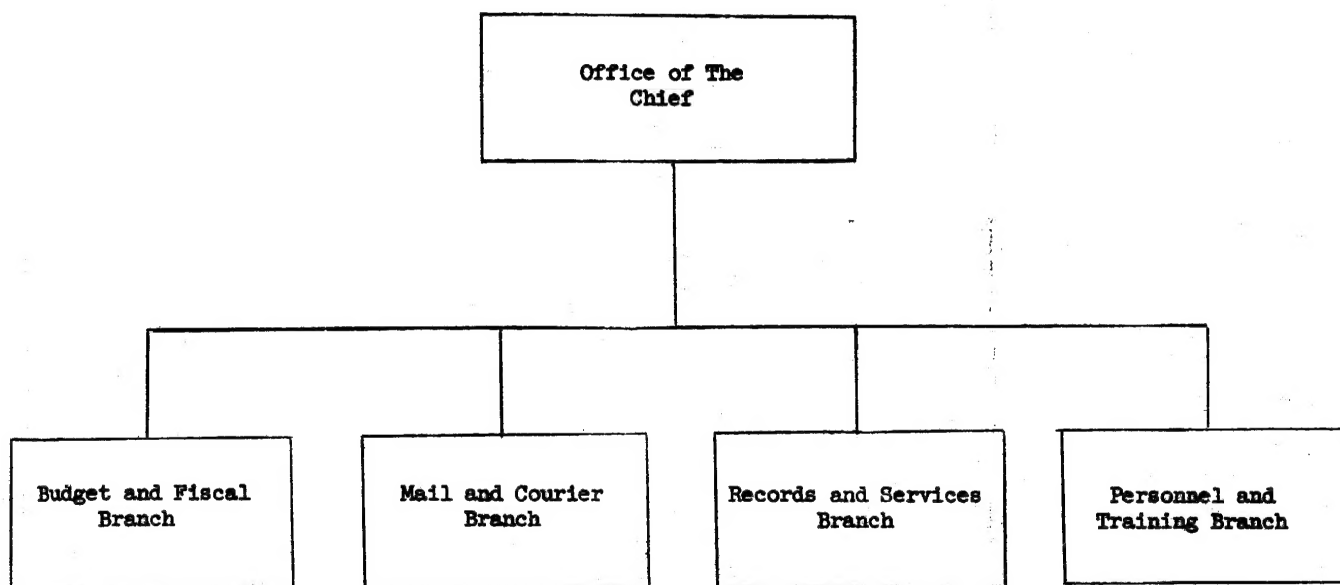 Office of The
Chief
Budget and Fiscal
Branch
Mail and Courier
Branch
Records and Services
Branch
Personnel and
Training Branch